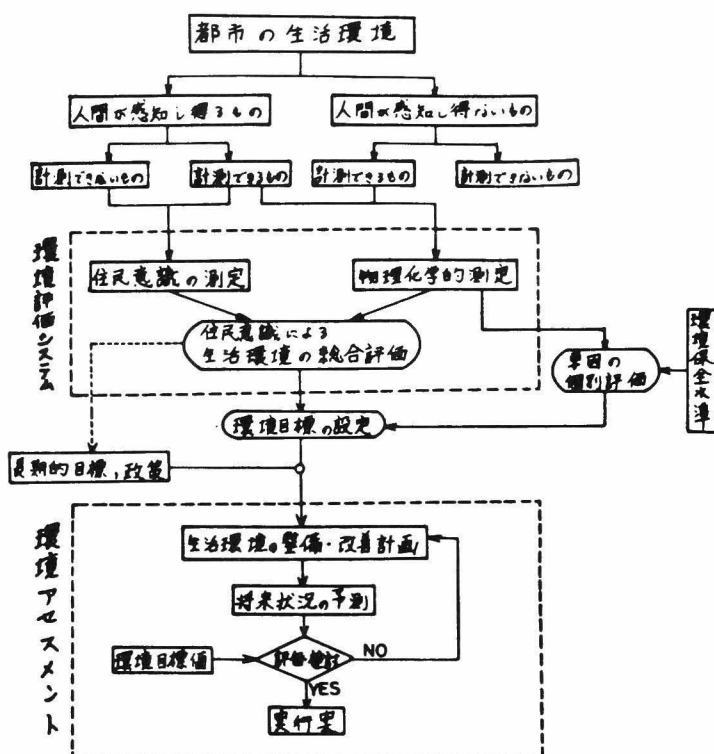 都市の生活環境
人間が感知し得るもの
人間が感知し得ないもの
計測できないもの
計測できるもの
計測できるもの
計測できないもの
環境評価システム
住民意識の測定
物理化学的測定
住民意識による
生活環境の総合評価
要因の
個別評価
環境保全水準
環境目標の設定
長期的目標,政策
環境アセスメント
生活環境の整備・改善計画
将来状況の予測
環境目標値
評価・検討
NO
YES
実行案